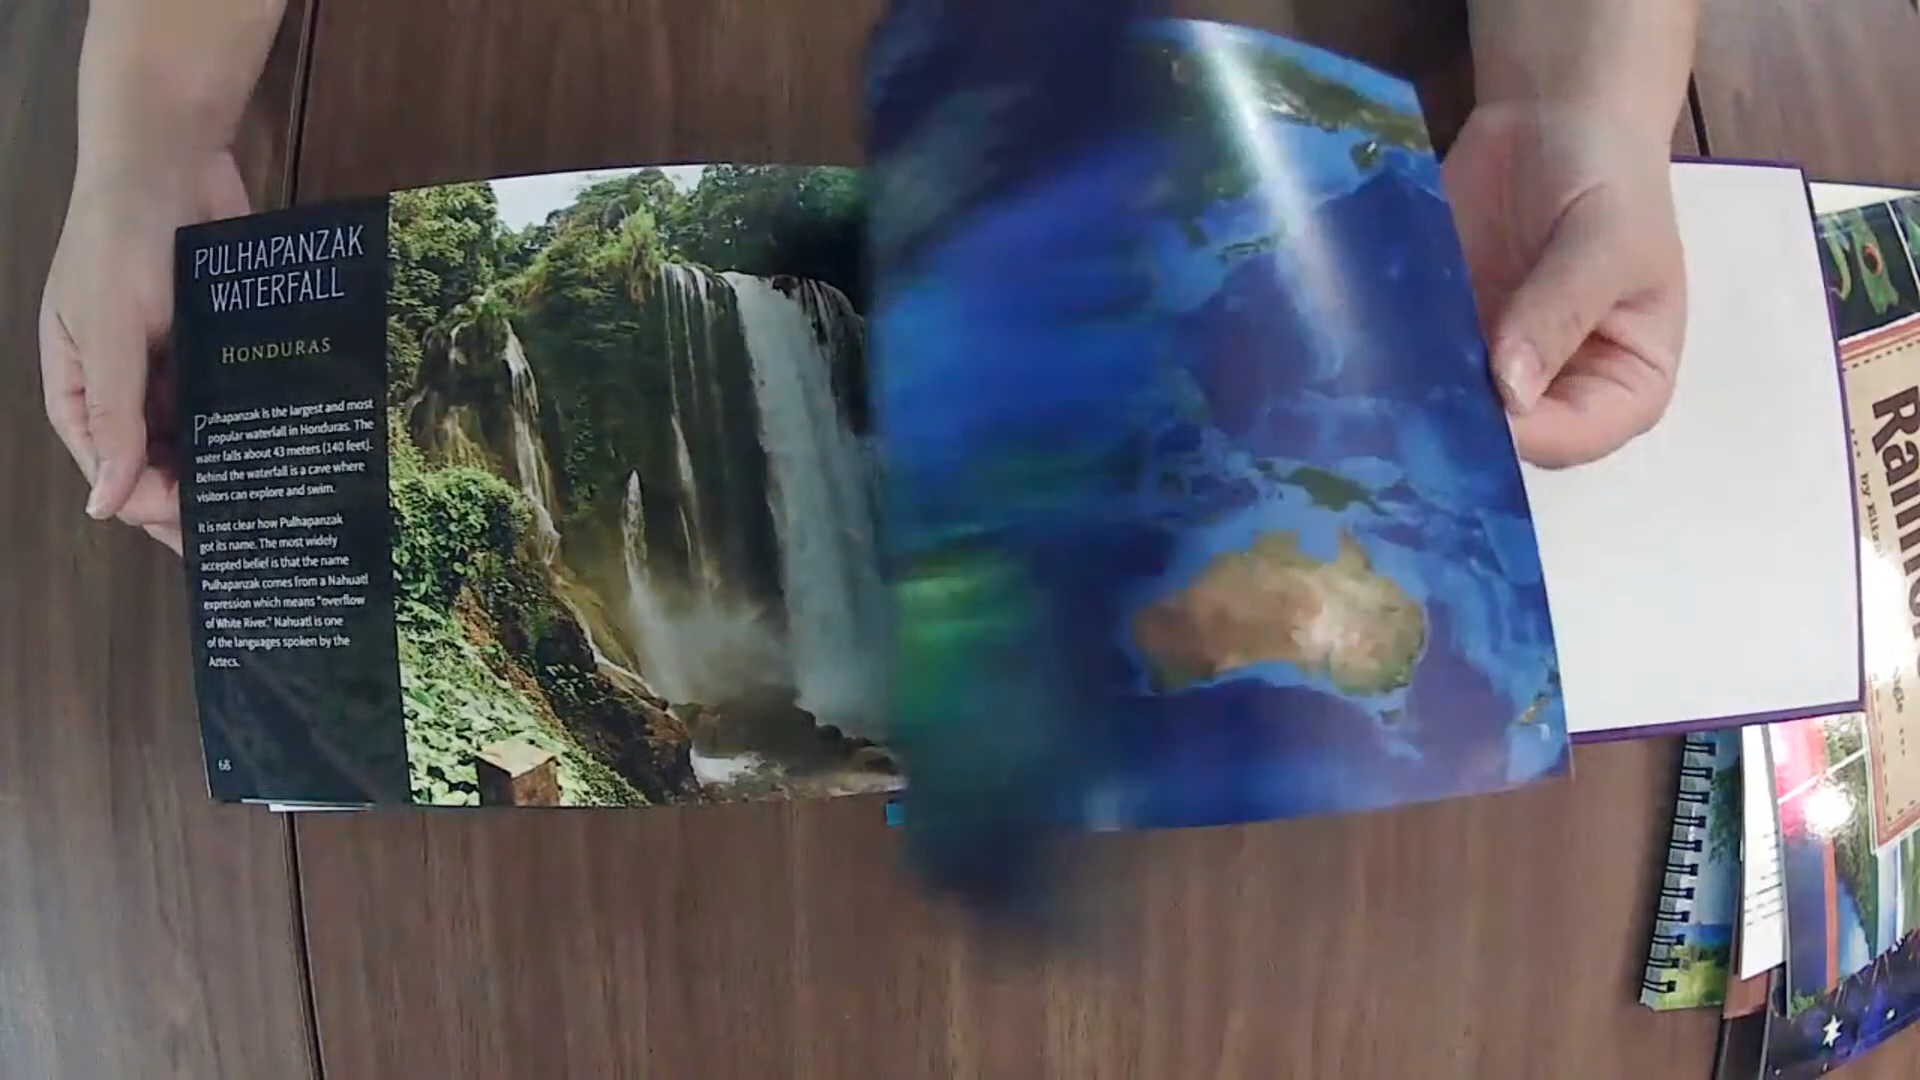 PULHAPANZAK
WATERFALL
HONDURAS
Pulhapanzak is the largest and most
popular waterfall in Honduras. The
water falls about 43 meters (140 feet).
Behind the waterfall is a cave where
visitors can explore and swim.
It is not clear how Pulhapanzak
got its name. The most widely
accepted belief is that the name
Pulhapanzak comes from a Nahuatl
expression which means "overflow
of White River." Nahuatl is one
of the languages spoken by the
Aztecs.
68